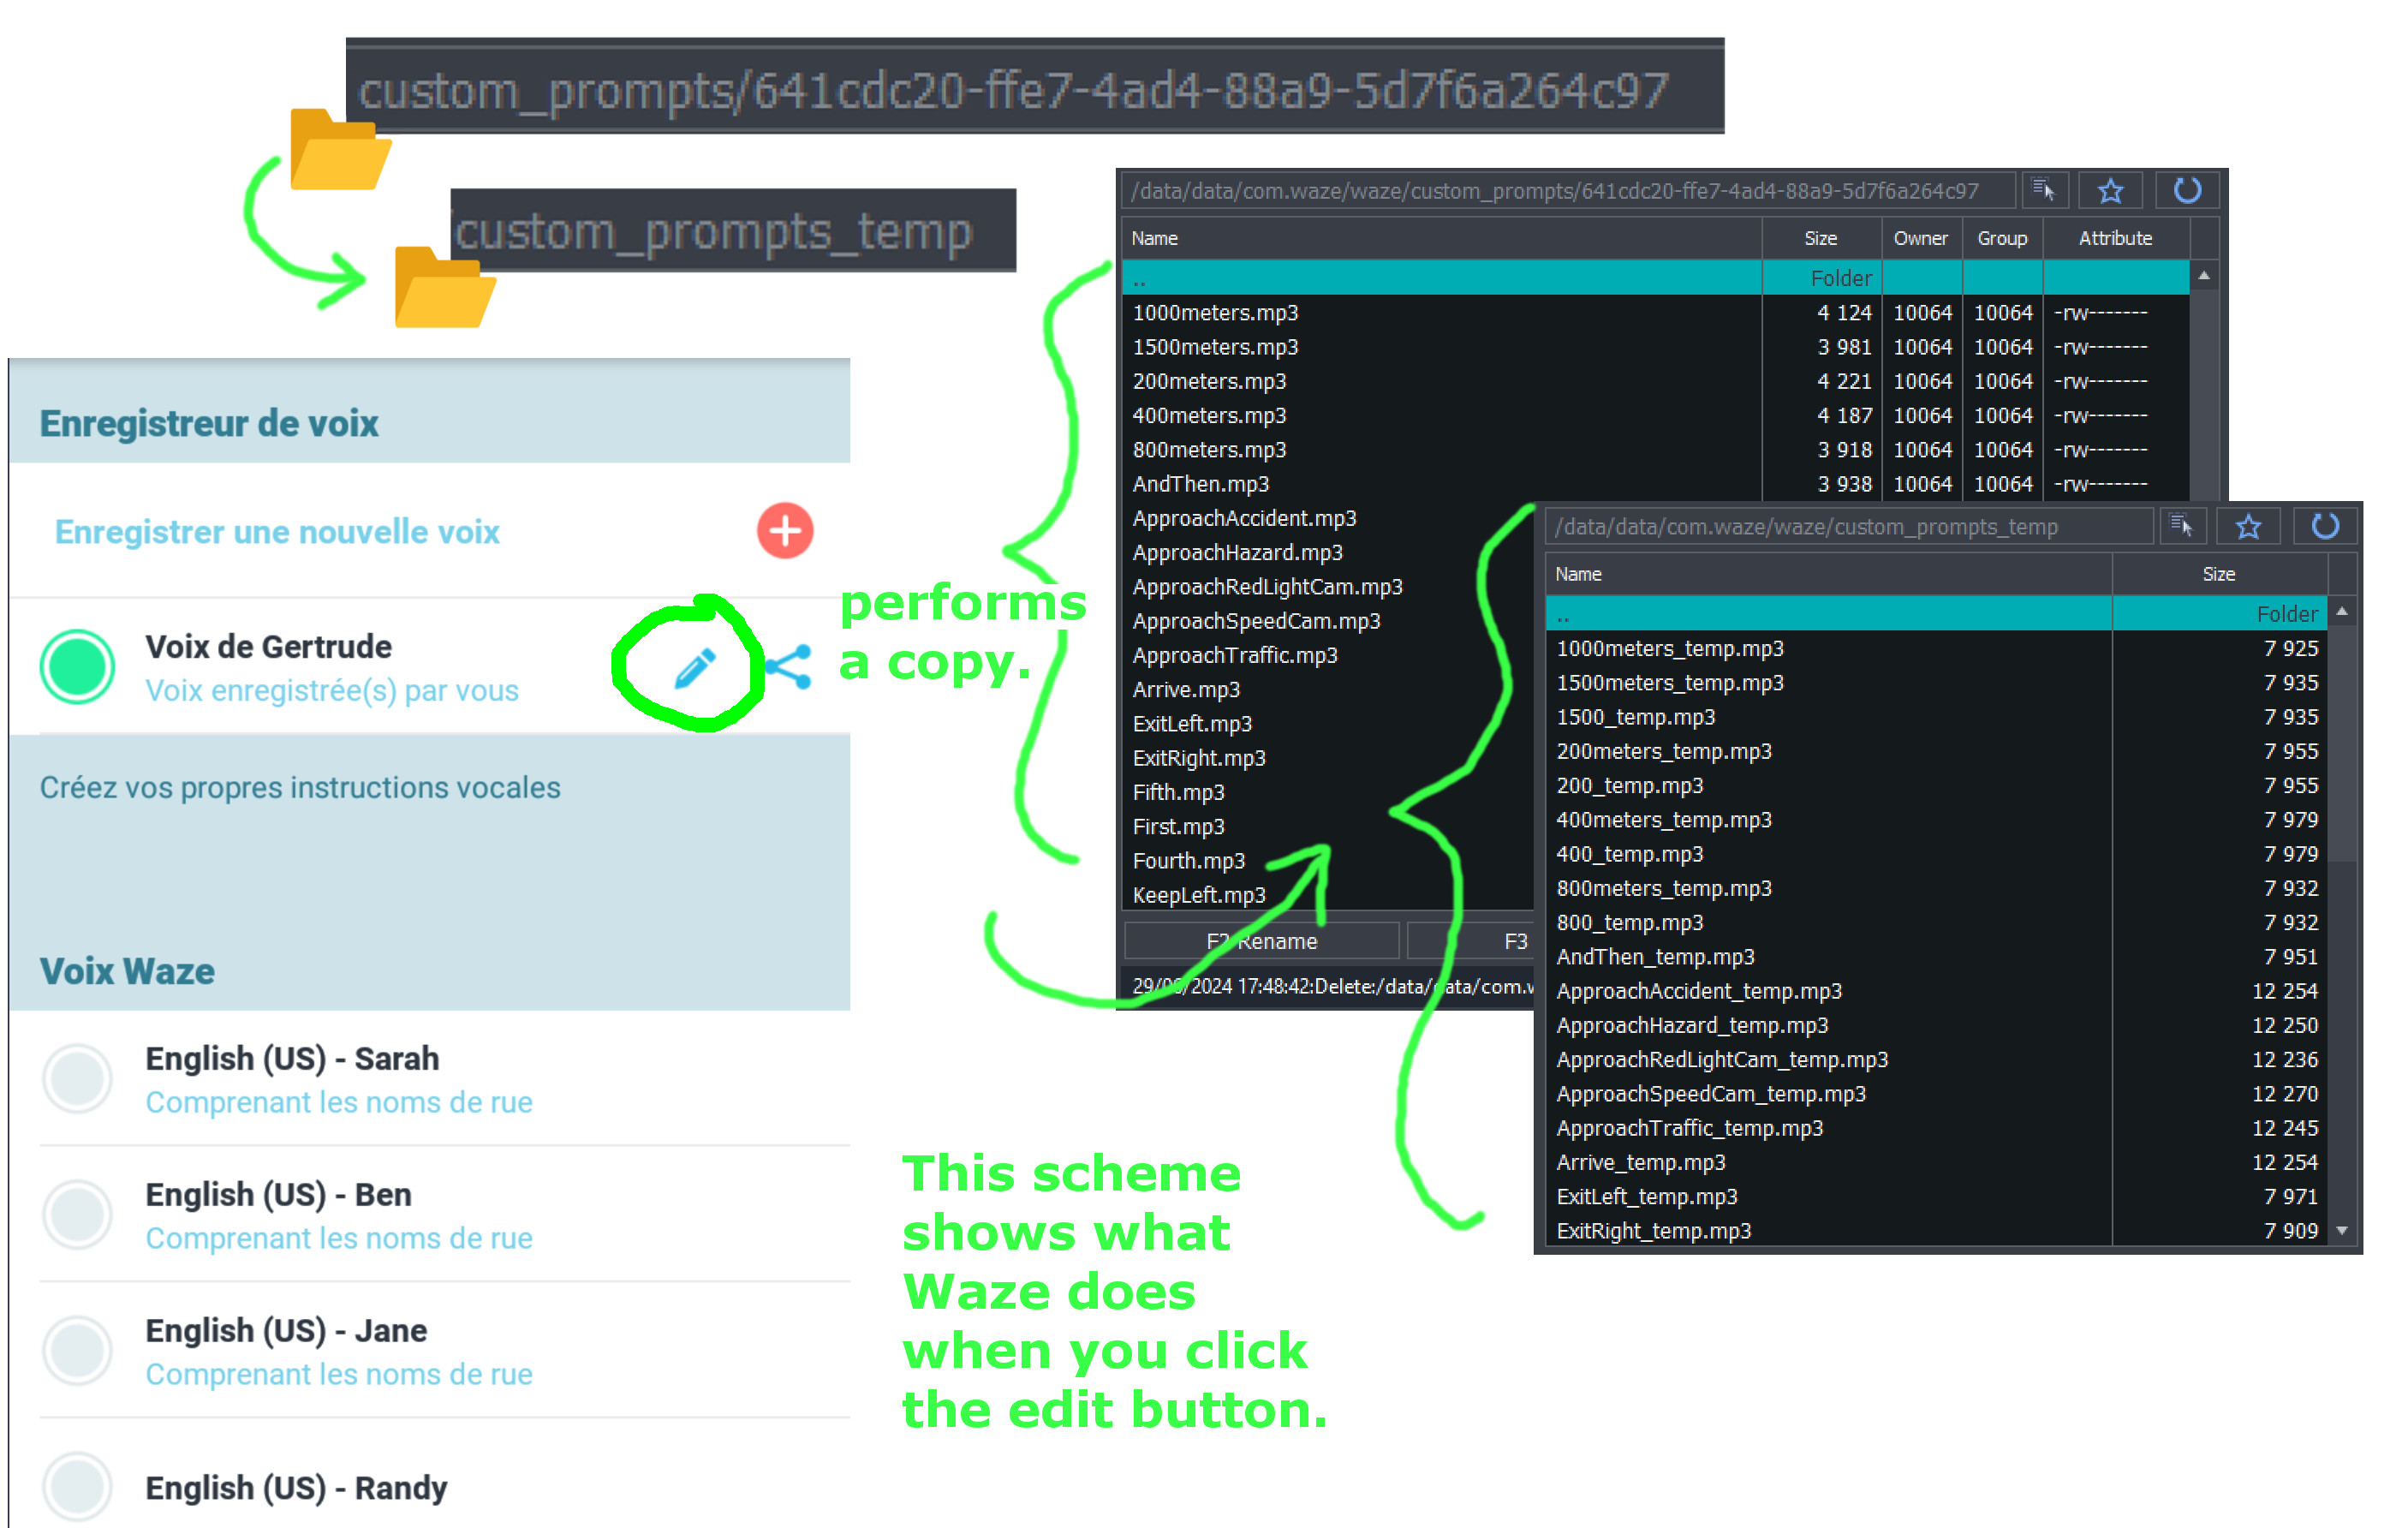 custom_prompts/641cdc20-ffe7-4ad4-88a9-5d7f6a264c97
custom_prompts_temp
Enregistreur de voix
Enregistrer une nouvelle voix
Voix de Gertrude
Voix enregistrée(s) par vous
Créez vos propres instructions vocales
Voix Waze
English (US) - Sarah
Comprenant les noms de rue
English (US) - Ben
Comprenant les noms de rue
English (US) - Jane
Comprenant les noms de rue
English (US) - Randy
performs
a copy.
This scheme
shows what
Waze does
when you click
the edit button.
/data/data/com.waze/waze/custom_prompts/641cdc20-ffe7-4ad4-88a9-5d7f6a264c97
Name Size Owner Group Attribute
.. Folder
1000meters.mp3 4 124 10064 10064 -rw-------
1500meters.mp3 3 981 10064 10064 -rw-------
200meters.mp3 4 221 10064 10064 -rw-------
400meters.mp3 4 187 10064 10064 -rw-------
800meters.mp3 3 918 10064 10064 -rw-------
AndThen.mp3 3 938 10064 10064 -rw-------
ApproachAccident.mp3
ApproachHazard.mp3
ApproachRedLightCam.mp3
ApproachSpeedCam.mp3
ApproachTraffic.mp3
Arrive.mp3
ExitLeft.mp3
ExitRight.mp3
Fifth.mp3
First.mp3
Fourth.mp3
KeepLeft.mp3
F2 Rename F3
17:48:42:Delete:/data/data/com.w
/data/data/com.waze/waze/custom_prompts_temp
Name Size
.. Folder
1000meters_temp.mp3 7 925
1500meters_temp.mp3 7 935
1500_temp.mp3 7 935
200meters_temp.mp3 7 955
200_temp.mp3 7 955
400meters_temp.mp3 7 979
400_temp.mp3 7 979
800meters_temp.mp3 7 932
800_temp.mp3 7 932
AndThen_temp.mp3 7 951
ApproachAccident_temp.mp3 12 254
ApproachHazard_temp.mp3 12 250
ApproachRedLightCam_temp.mp3 12 236
ApproachSpeedCam_temp.mp3 12 270
ApproachTraffic_temp.mp3 12 245
Arrive_temp.mp3 12 254
ExitLeft_temp.mp3 7 971
ExitRight_temp.mp3 7 909